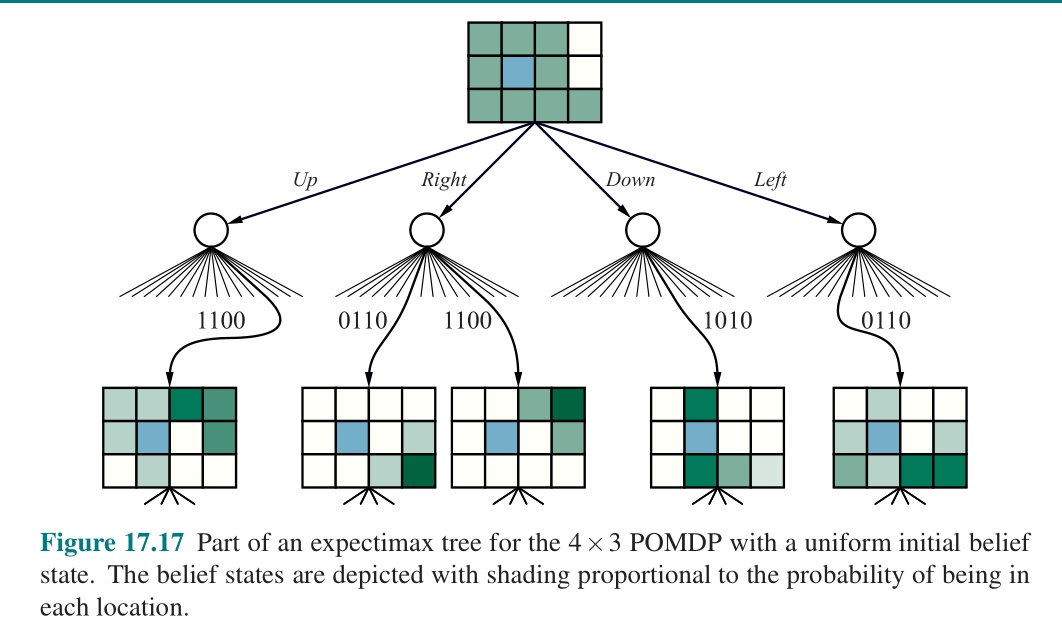 Up
Right
Down
Left
1100
0110
1100
1010
0110
Figure 17.17 Part of an expectimax tree for the 4 × 3 POMDP with a uniform initial belief
state. The belief states are depicted with shading proportional to the probability of being in
each location.